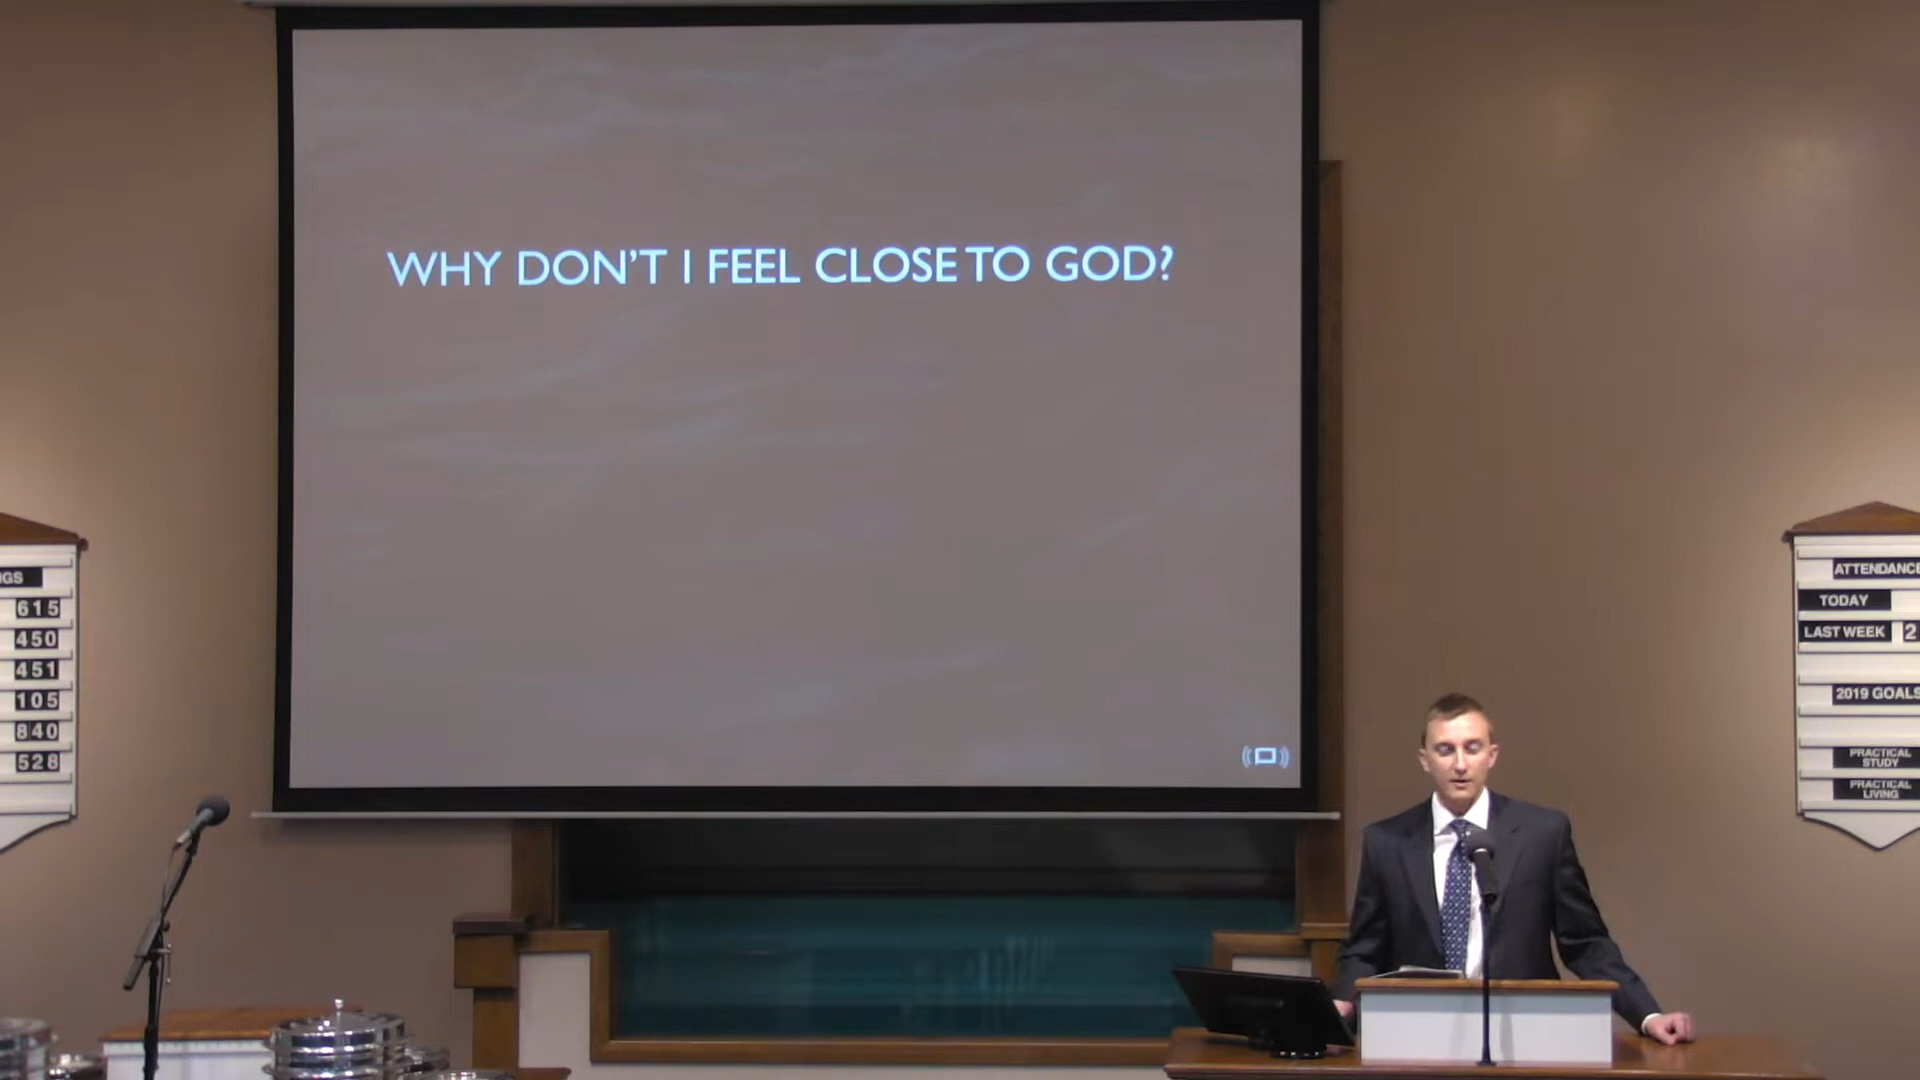 WHY DON'T I FEEL CLOSE TO GOD?
GS
615
450
451
105
840
528
ATTENDANCE
TODAY
LAST WEEK 2
2019 GOALS
PRACTICAL
STUDY
PRACTICAL
LIVING